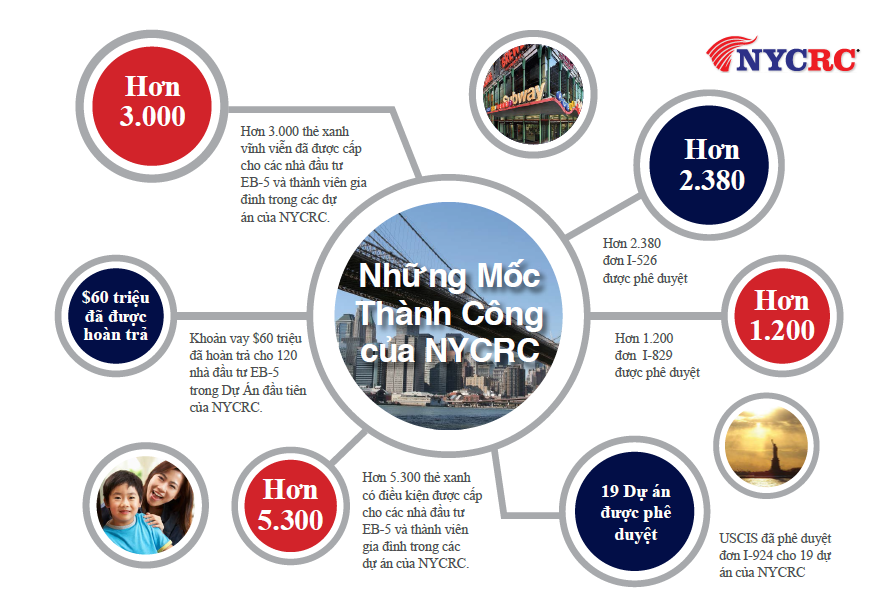 NYCRC
Subway
Hơn
3.000
Hơn 3.000 thẻ xanh
vĩnh viễn đã được cấp
cho các nhà đầu tư
EB-5 và thành viên gia
đình trong các dự
án của NYCRC.
Hơn
2.380
Hơn 2.380
đơn I-526
được phê duyệt
Những Mốc
Thành Công
của NYCRC
$60 triệu
đã được
hoàn trả
Khoản vay $60 triệu
đã hoàn trả cho 120
nhà đầu tư EB-5
trong Dự Án đầu tiên
của NYCRC.
Hơn
1.200
Hơn 1.200
đơn I-829
được phê duyệt
Hơn
5.300
Hơn 5.300 thẻ xanh
có điều kiện được cấp
cho các nhà đầu tư
EB-5 và thành viên
gia đình trong các
dự án của NYCRC.
19 Dự án
được phê
duyệt
USCIS đã phê duyệt
đơn I-924 cho 19 dự
án của NYCRC